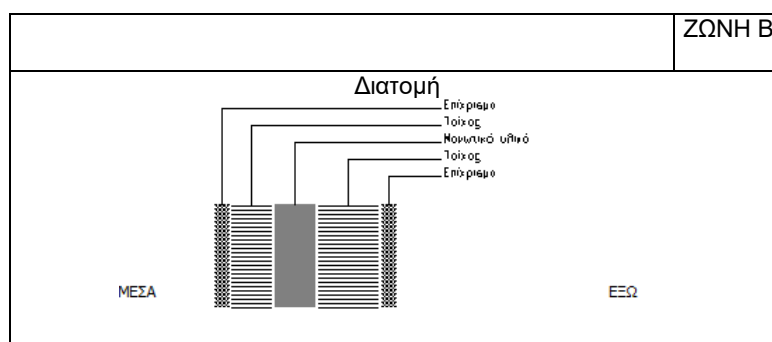 ΖΩΝΗ Β
Διατομή
Επίχρισμα
Τοίχος
Μονωτικό υλικό
Τοίχος
Επίχρισμα
ΜΕΣΑ
ΕΞΩ